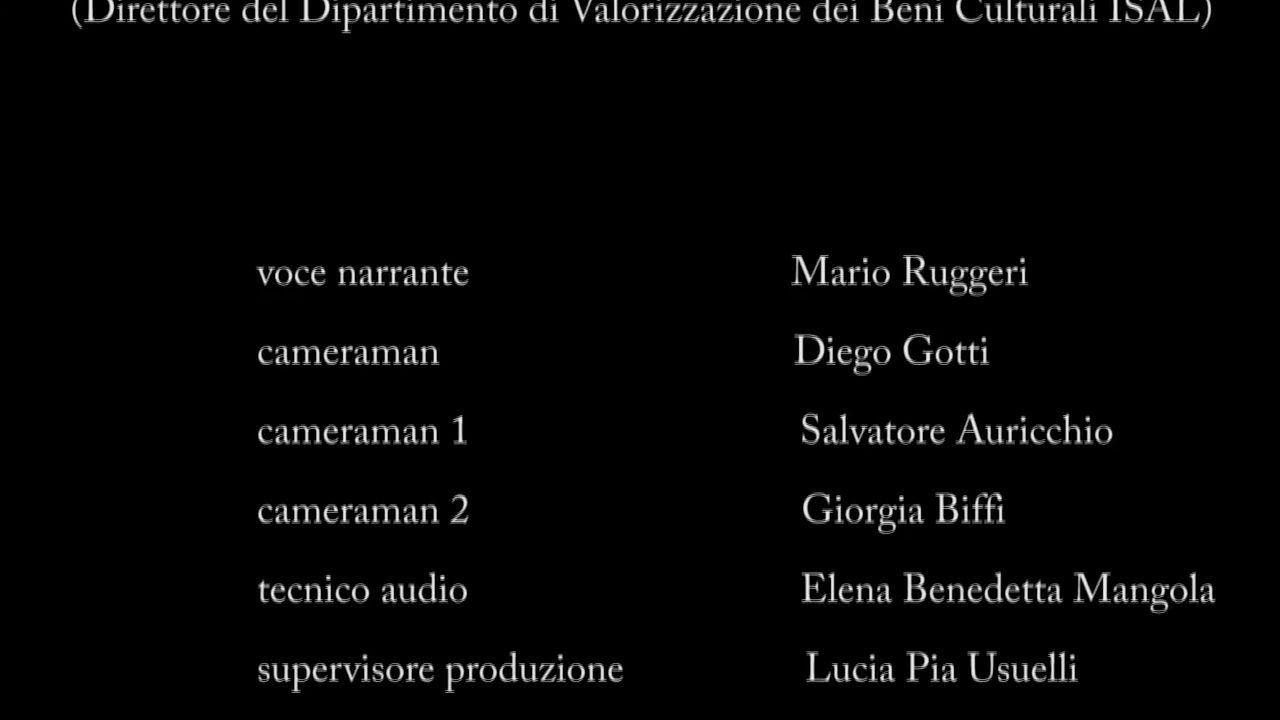 (Direttore del Dipartimento di Valorizzazione dei Beni Culturali ISAL)
voce narrante Mario Ruggeri
cameraman Diego Gotti
cameraman 1 Salvatore Auricchio
cameraman 2 Giorgia Biffi
tecnico audio Elena Benedetta Mangola
supervisore produzione Lucia Pia Usuelli